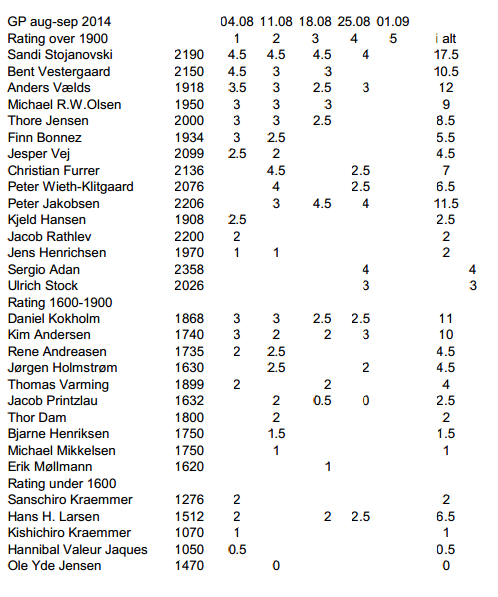 GP aug-sep 2014 04.08 11.08 18.08 25.08 01.09
Rating over 1900 1 2 3 4 5 i alt
Sandi Stojanovski 2190 4.5 4.5 4.5 4 17.5
Bent Vestergaard 2150 4.5 3 3 10.5
Anders Vælds 1918 3.5 3 2.5 3 12
Michael R.W.Olsen 1950 3 3 3 9
Thore Jensen 2000 3 3 2.5 8.5
Finn Bonnez 1934 3 2.5 5.5
Jesper Vej 2099 2.5 2 4.5
Christian Furrer 2136 4.5 2.5 7
Peter Wieth-Klitgaard 2076 4 2.5 6.5
Peter Jakobsen 2206 3 4.5 4 11.5
Kjeld Hansen 1908 2.5 2.5
Jacob Rathlev 2200 2 2
Jens Henrichsen 1970 1 1 2
Sergio Adan 2358 4 4
Ulrich Stock 2026 3 3
Rating 1600-1900
Daniel Kokholm 1868 3 3 2.5 2.5 11
Kim Andersen 1740 3 2 2 3 10
Rene Andreasen 1735 2 2.5 4.5
Jørgen Holmstrøm 1630 2.5 2 4.5
Thomas Varming 1899 2 2 4
Jacob Printzlau 1632 2 0.5 0 2.5
Thor Dam 1800 2 2
Bjarne Henriksen 1750 1.5 1.5
Michael Mikkelsen 1750 1 1
Erik Møllmann 1620 1
Rating under 1600
Sanschiro Kraemmer 1276 2 2
Hans H. Larsen 1512 2 2 2.5 6.5
Kishichiro Kraemmer 1070 1 1
Hannibal Valeur Jaques 1050 0.5 0.5
Ole Yde Jensen 1470 0 0